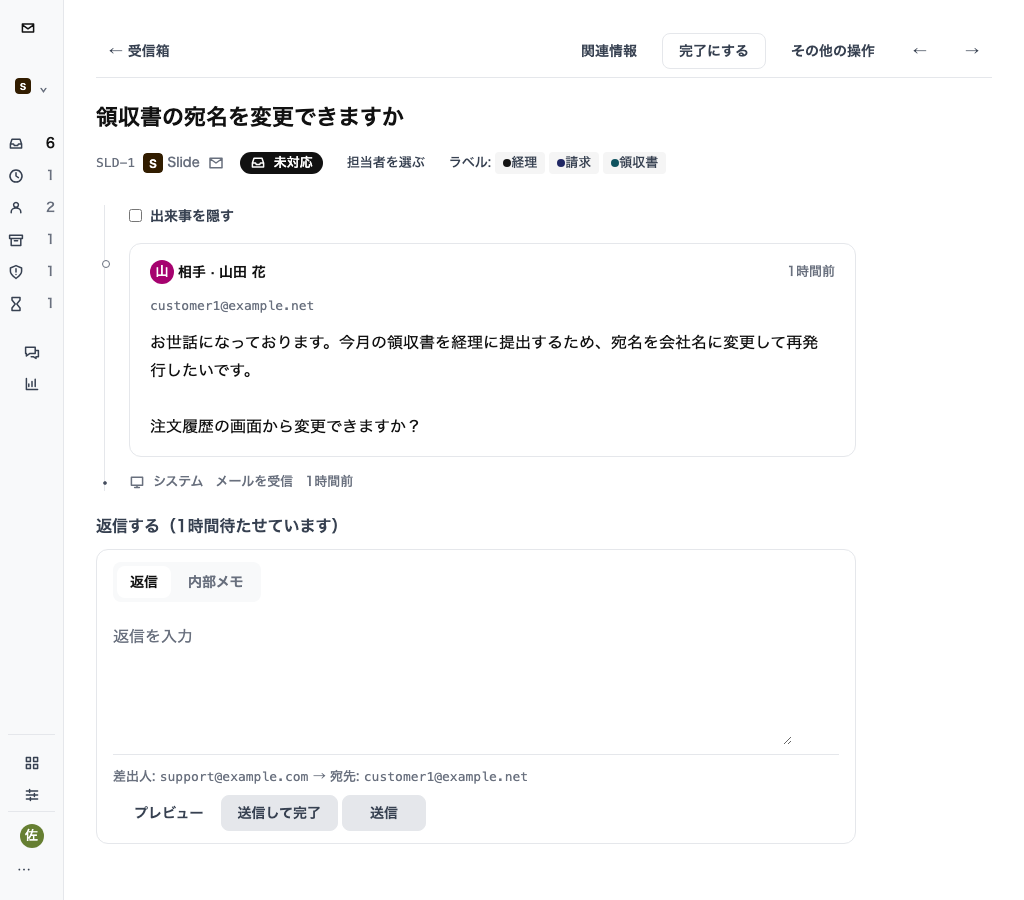 ← 受信箱
関連情報
完了にする
その他の操作
←
→
S
領収書の宛名を変更できますか
SLD-1 S Slide 未対応 担当者を選ぶ ラベル: 経理 請求 領収書
6
1
2
1
1
1
出来事を隠す
山 相手 · 山田 花 1時間前
customer1@example.net
お世話になっております。今月の領収書を経理に提出するため、宛名を会社名に変更して再発
行したいです。
注文履歴の画面から変更できますか？
システム メールを受信 1時間前
返信する（1時間待たせています）
返信 内部メモ
返信を入力
差出人: support@example.com → 宛先: customer1@example.net
プレビュー 送信して完了 送信
佐
…